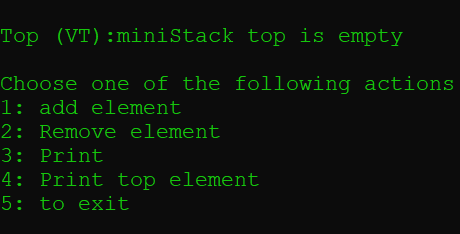 Top (VT):miniStack top is empty
Choose one of the following actions
1: add element
2: Remove element
3: Print
4: Print top element
5: to exit